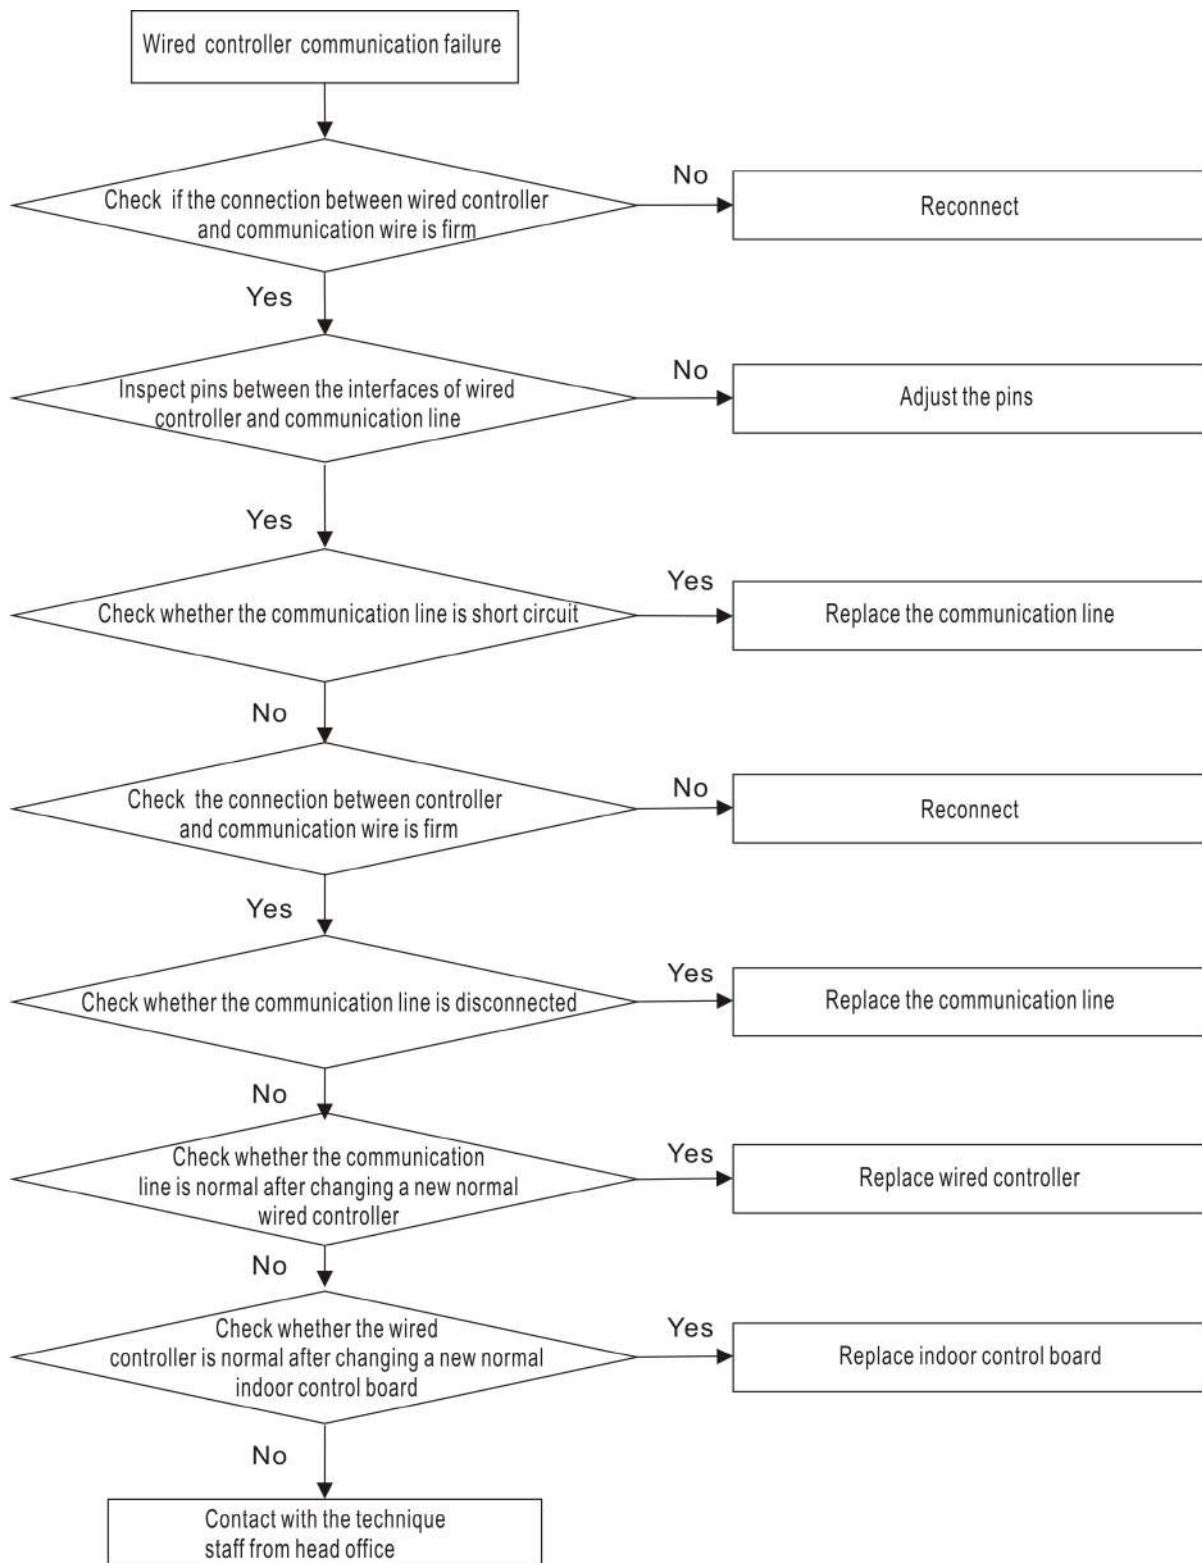 Wired controller communication failure
Check if the connection between wired controller
and communication wire is firm
No
Reconnect
Yes
Inspect pins between the interfaces of wired
controller and communication line
No
Adjust the pins
Yes
Check whether the communication line is short circuit
Yes
Replace the communication line
No
Check the connection between controller
and communication wire is firm
No
Reconnect
Yes
Check whether the communication line is disconnected
Yes
Replace the communication line
No
Check whether the communication
line is normal after changing a new normal
wired controller
Yes
Replace wired controller
No
Check whether the wired
controller is normal after changing a new normal
indoor control board
Yes
Replace indoor control board
No
Contact with the technique
staff from head office